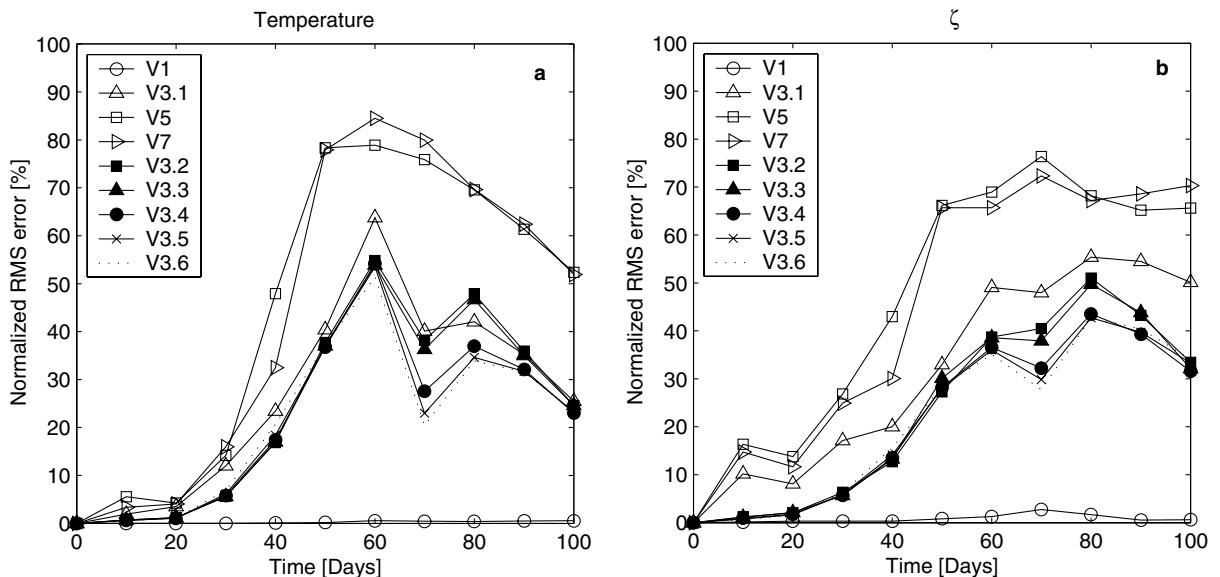 Temperature
Normalized RMS error [%]
100
90
80
70
60
50
40
30
20
10
0
a
V1
V3.1
V5
V7
V3.2
V3.3
V3.4
V3.5
V3.6
0
20
40
60
80
100
Time [Days]
ζ
Normalized RMS error [%]
100
90
80
70
60
50
40
30
20
10
0
b
V1
V3.1
V5
V7
V3.2
V3.3
V3.4
V3.5
V3.6
0
20
40
60
80
100
Time [Days]